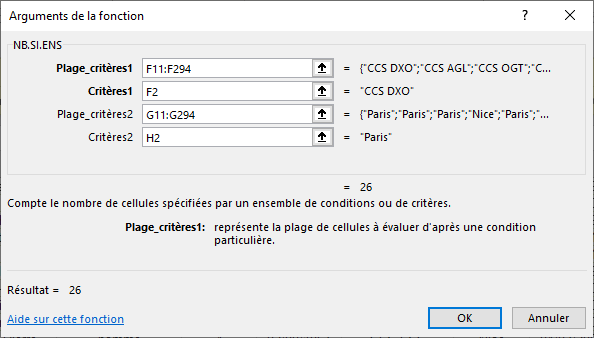 Arguments de la fonction ? ×
NB.SI.ENS
Plage_critères1 F11:F294 = {"CCS DXO";"CCS AGL";"CCS OGT";"C...
Critères1 F2 = "CCS DXO"
Plage_critères2 G11:G294 = {"Paris";"Paris";"Paris";"Nice";"Paris";"...
Critères2 H2 = "Paris"
= 26
Compte le nombre de cellules spécifiées par un ensemble de conditions ou de critères.
Plage_critères1: représente la plage de cellules à évaluer d'après une condition
particulière.
Résultat = 26
Aide sur cette fonction OK Annuler